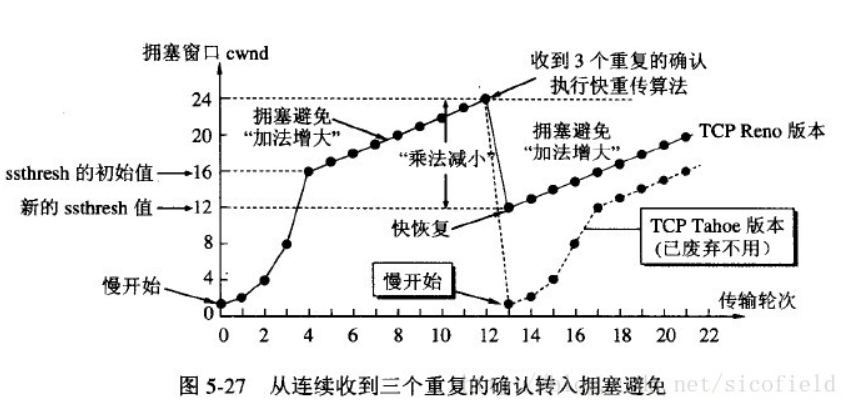 拥塞窗口 cwnd
收到 3 个重复的确认
执行快重传算法
24
20
16
12
8
4
0
拥塞避免
“加法增大”
“乘法减小”
拥塞避免
“加法增大”
TCP Reno 版本
ssthresh 的初始值
新的 ssthresh 值
快恢复
TCP Tahoe 版本
(已废弃不用)
慢开始
慢开始
传输轮次
0 2 4 6 8 10 12 14 16 18 20 22
图 5-27 从连续收到三个重复的确认转入拥塞避免
net/sicofield